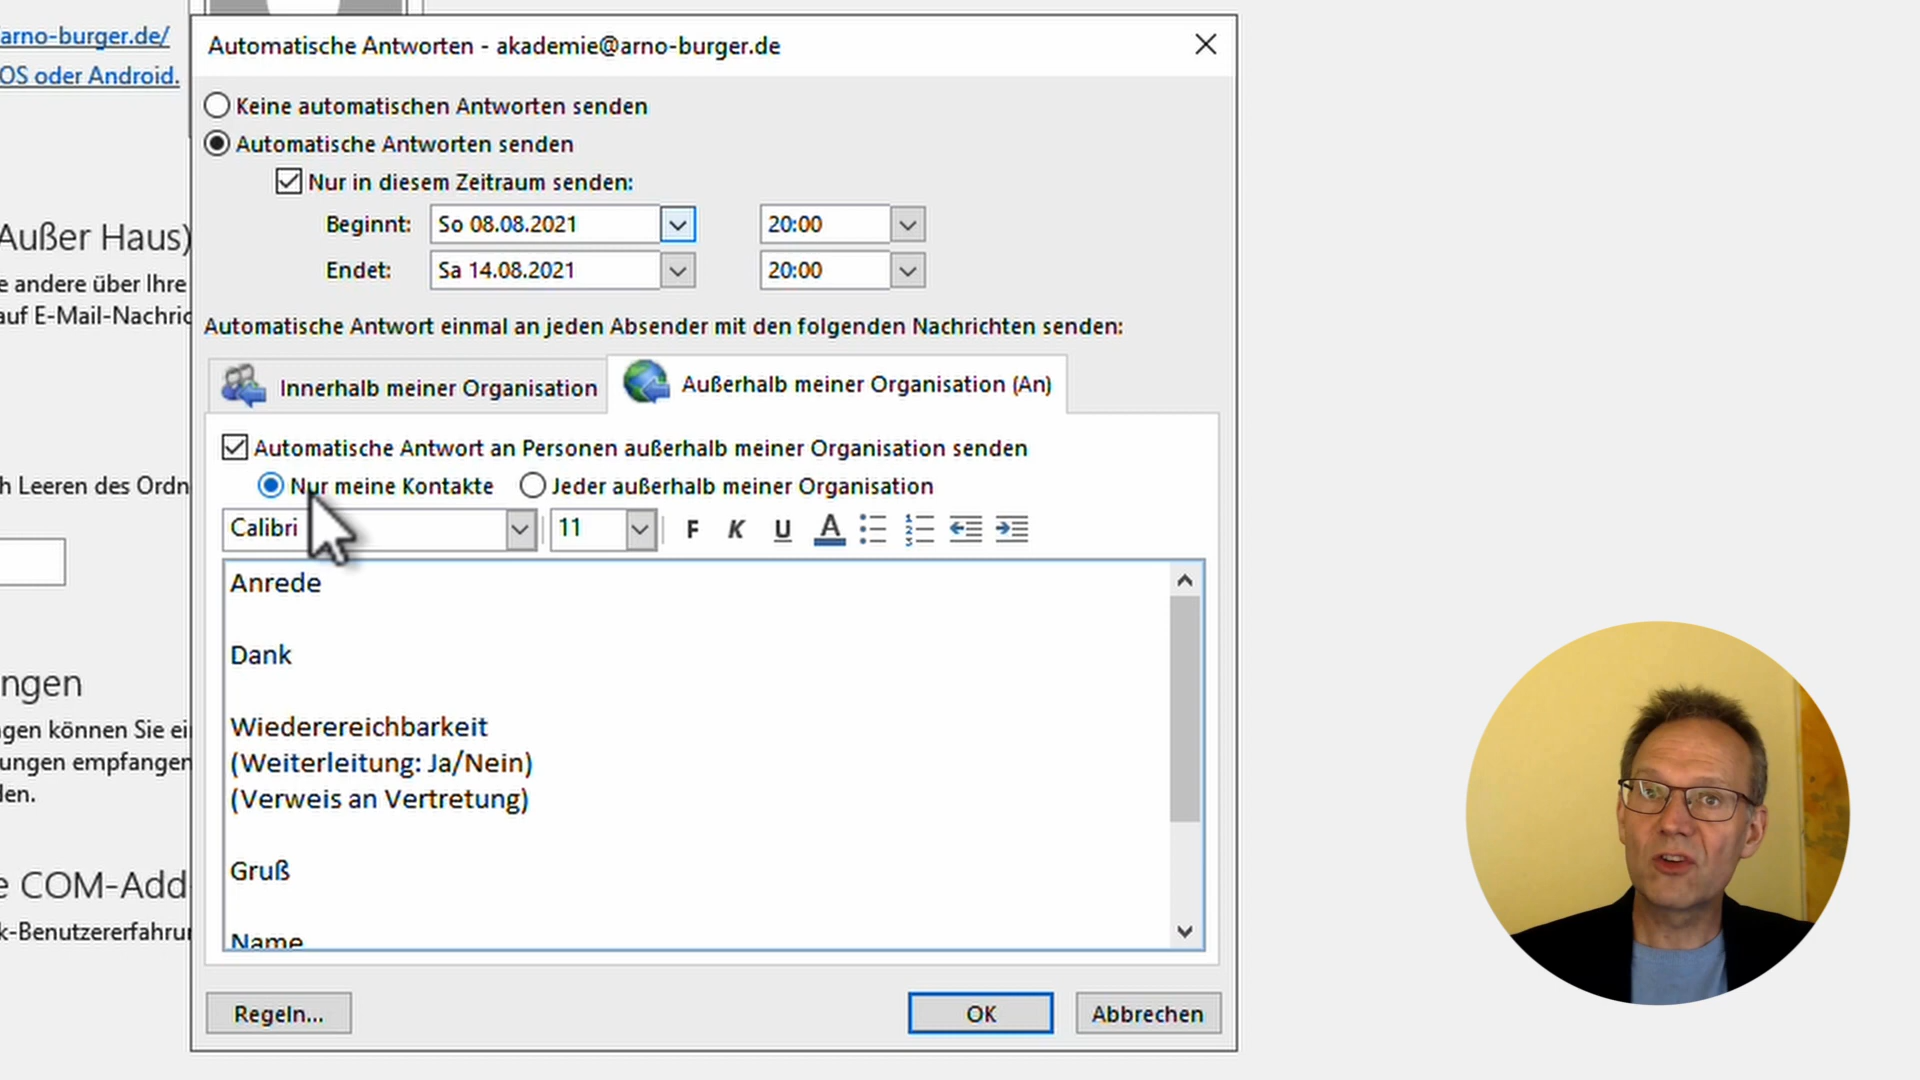 arno-burger.de/
OS oder Android.
Automatische Antworten - akademie@arno-burger.de
Keine automatischen Antworten senden
Automatische Antworten senden
Nur in diesem Zeitraum senden:
Beginnt: So 08.08.2021 20:00
Endet: Sa 14.08.2021 20:00
Außer Haus)
e andere über Ihre
auf E-Mail-Nachric
Automatische Antwort einmal an jeden Absender mit den folgenden Nachrichten senden:
Innerhalb meiner Organisation
Außerhalb meiner Organisation (An)
Automatische Antwort an Personen außerhalb meiner Organisation senden
h Leeren des Ordn
Nur meine Kontakte Jeder außerhalb meiner Organisation
Calibri 11 F K U A
Anrede
Dank
Wiederereichbarkeit
(Weiterleitung: Ja/Nein)
(Verweis an Vertretung)
Gruß
Name
ngen
gen können Sie ei
ungen empfangen
len.
e COM-Add
k-Benutzererfahrur
Regeln... OK Abbrechen